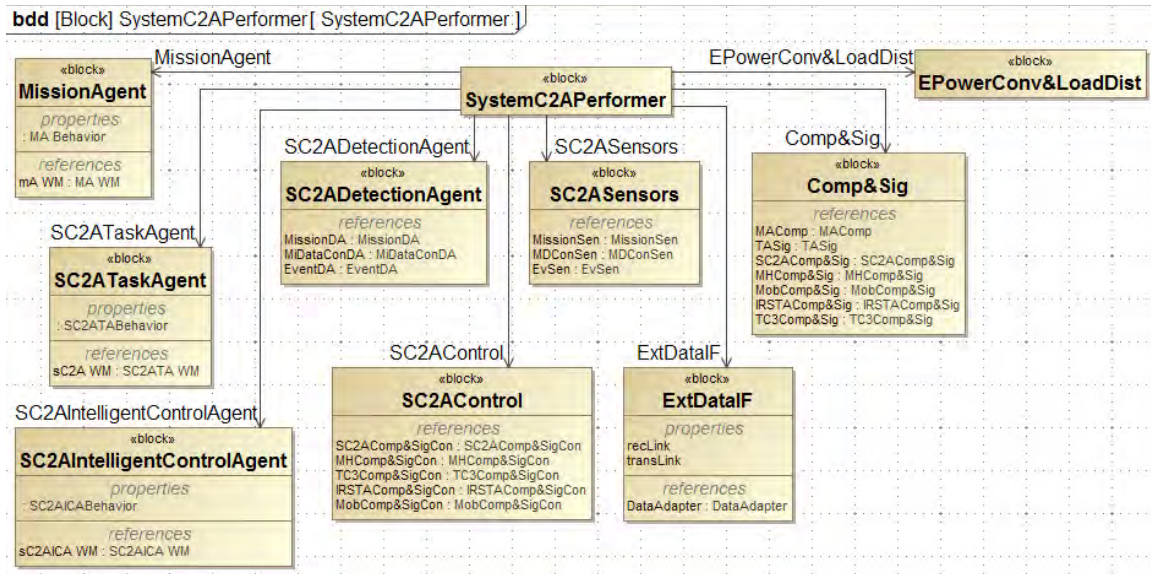 bdd [Block] SystemC2APerformer[ SystemC2APerformer ]
MissionAgent
EPowerConv&LoadDist
«block»
MissionAgent
properties
: MA Behavior
references
mA WM : MA WM
«block»
SystemC2APerformer
«block»
EPowerConv&LoadDist
SC2ADetectionAgent
«block»
SC2ADetectionAgent
references
MissionDA : MissionDA
MiDataConDA : MiDataConDA
EventDA : EventDA
SC2ASensors
«block»
SC2ASensors
references
MissionSen : MissionSen
MDConSen : MDConSen
EvSen : EvSen
Comp&Sig
«block»
Comp&Sig
references
MAComp : MAComp
TASig : TASig
SC2AComp&Sig : SC2AComp&Sig
MHComp&Sig : MHComp&Sig
MobComp&Sig : MobComp&Sig
IRSTAComp&Sig : IRSTAComp&Sig
TC3Comp&Sig : TC3Comp&Sig
SC2ATaskAgent
«block»
SC2ATaskAgent
properties
: SC2ATABehavior
references
sC2A WM : SC2ATA WM
SC2AControl
«block»
SC2AControl
references
SC2AComp&SigCon : SC2AComp&SigCon
MHComp&SigCon : MHComp&SigCon
TC3Comp&SigCon : TC3Comp&SigCon
IRSTAComp&SigCon : IRSTAComp&SigCon
MobComp&SigCon : MobComp&SigCon
ExtDataIF
«block»
ExtDataIF
properties
recLink
transLink
references
DataAdapter : DataAdapter
SC2AIntelligentControlAgent
«block»
SC2AIntelligentControlAgent
properties
: SC2AICABehavior
references
sC2AICA WM : SC2AICA WM